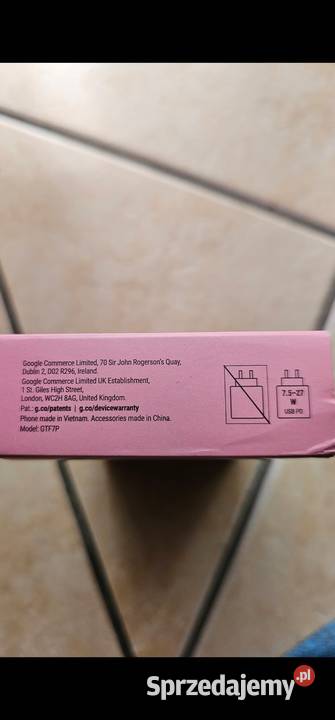 Google Commerce Limited, 70 Sir John Rogerson's Quay,
Dublin 2, D02 R296, Ireland.
Google Commerce Limited UK Establishment,
1 St. Giles High Street,
London, WC2H 8AG, United Kingdom.
Pat.: g.co/patents | g.co/devicewarranty
Phone made in Vietnam. Accessories made in China.
Model: GTF7P
7.5–27
W
USB PD
Sprzedajemy.pl